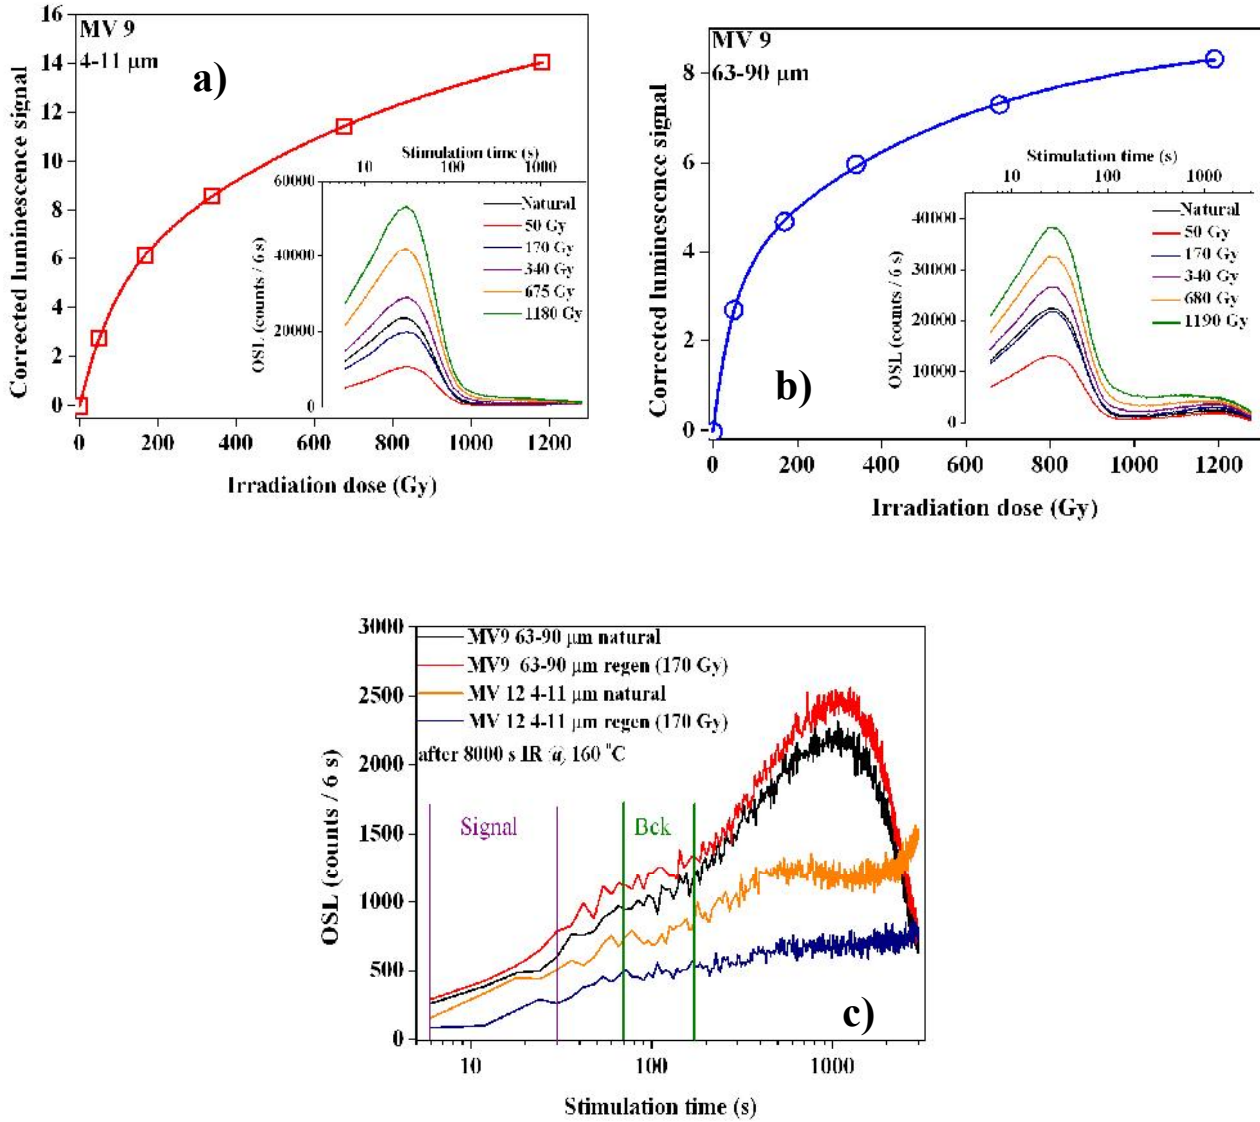 MV 9
4-11 μm
a)
Corrected luminescence signal
16
14
12
10
8
6
4
2
0
0 200 400 600 800 1000 1200
Irradiation dose (Gy)
Stimulation time (s)
10 100 1000
60000
40000
20000
0
OSL (counts / 6 s)
Natural
50 Gy
170 Gy
340 Gy
675 Gy
1180 Gy
MV 9
63-90 μm
b)
Corrected luminescence signal
8
6
4
2
0
0 200 400 600 800 1000 1200
Irradiation dose (Gy)
Stimulation time (s)
10 100 1000
40000
30000
20000
10000
0
OSL (counts / 6 s)
Natural
50 Gy
170 Gy
340 Gy
680 Gy
1190 Gy
3000
2500
2000
1500
1000
500
0
OSL (counts / 6 s)
MV9 63-90 μm natural
MV9 63-90 μm regen (170 Gy)
MV 12 4-11 μm natural
MV 12 4-11 μm regen (170 Gy)
after 8000 s IR @ 160 °C
Signal
Bck
c)
10 100 1000
Stimulation time (s)